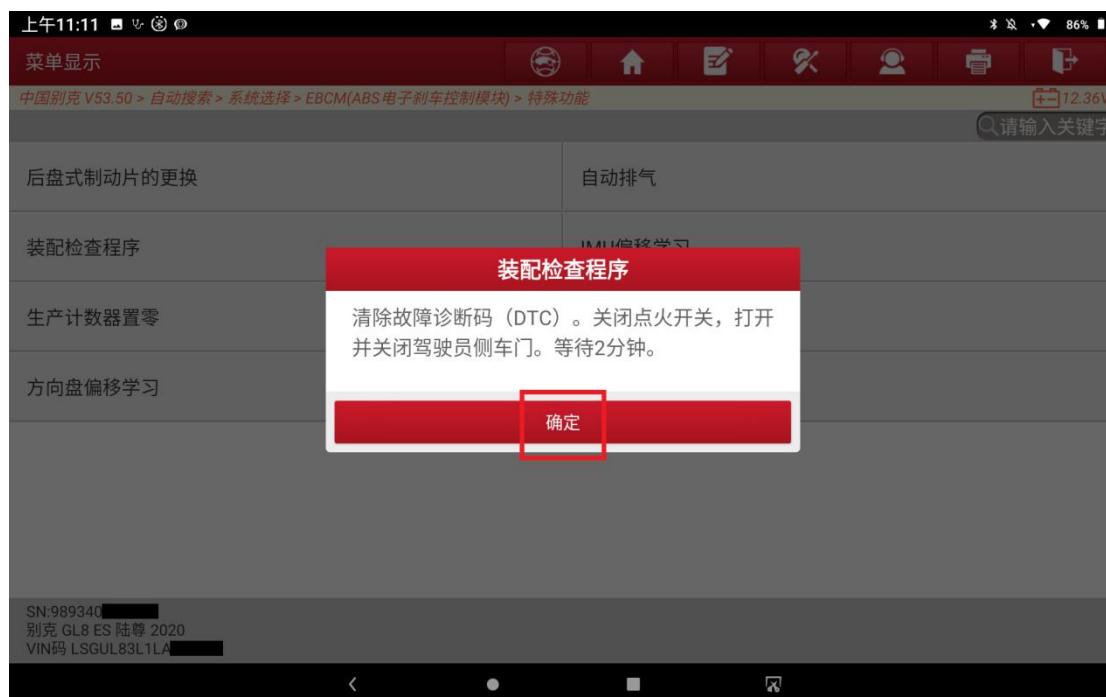 上午11:11 86%
菜单显示
中国别克 V53.50 > 自动搜索 > 系统选择 > EBCM(ABS电子刹车控制模块) > 特殊功能 12.36V
请输入关键字
后盘式制动片的更换 自动排气
装配检查程序 IMU偏移学习
装配检查程序
生产计数器置零
清除故障诊断码（DTC）。关闭点火开关，打开
并关闭驾驶员侧车门。等待2分钟。
方向盘偏移学习
确定
SN:989340
别克 GL8 ES 陆尊 2020
VIN码 LSGUL83L1LA